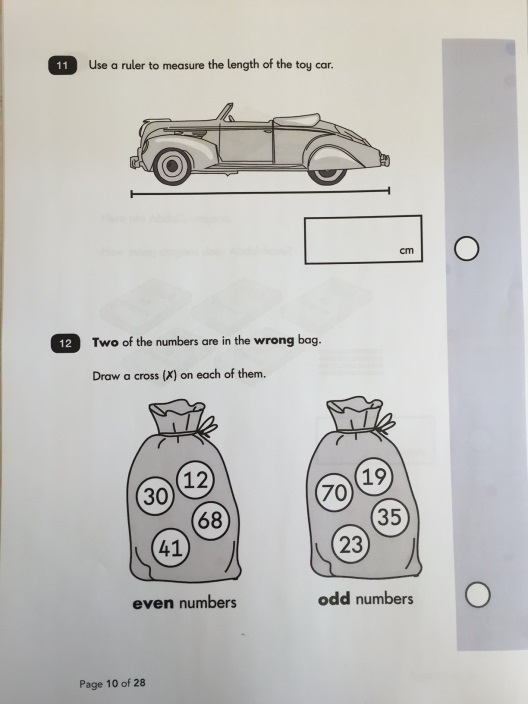 11 Use a ruler to measure the length of the toy car.
cm
12 Two of the numbers are in the wrong bag.
Draw a cross (✗) on each of them.
30 12
68
41
70 19
35
23
even numbers
odd numbers
Page 10 of 28